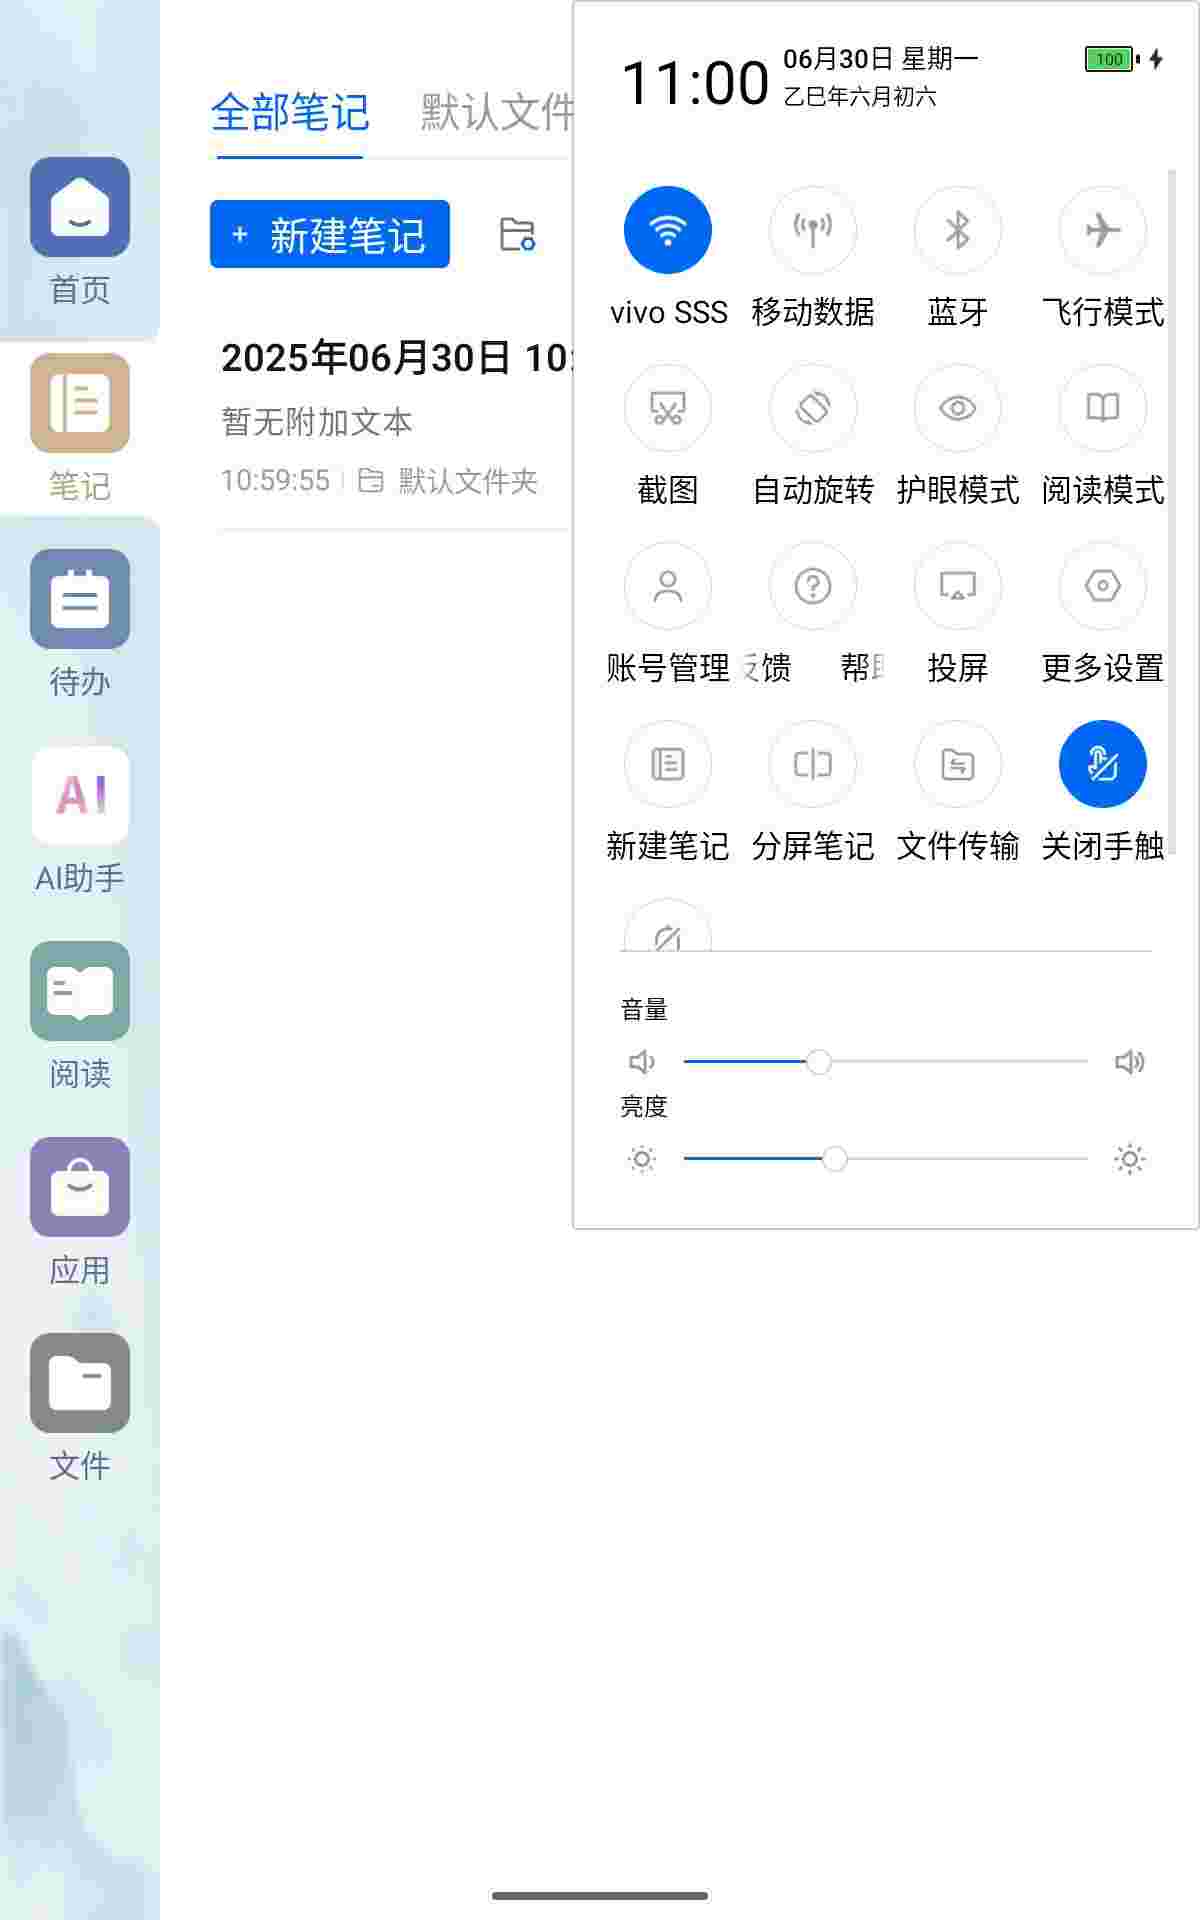 首页
笔记
待办
AI
AI助手
阅读
应用
文件
全部笔记 默认文件
+ 新建笔记
2025年06月30日 10:
暂无附加文本
10:59:55 默认文件夹
11:00
06月30日 星期一
乙巳年六月初六
100
vivo SSS 移动数据 蓝牙 飞行模式
截图 自动旋转 护眼模式 阅读模式
账号管理 反馈 帮助 投屏 更多设置
新建笔记 分屏笔记 文件传输 关闭手触
音量
亮度